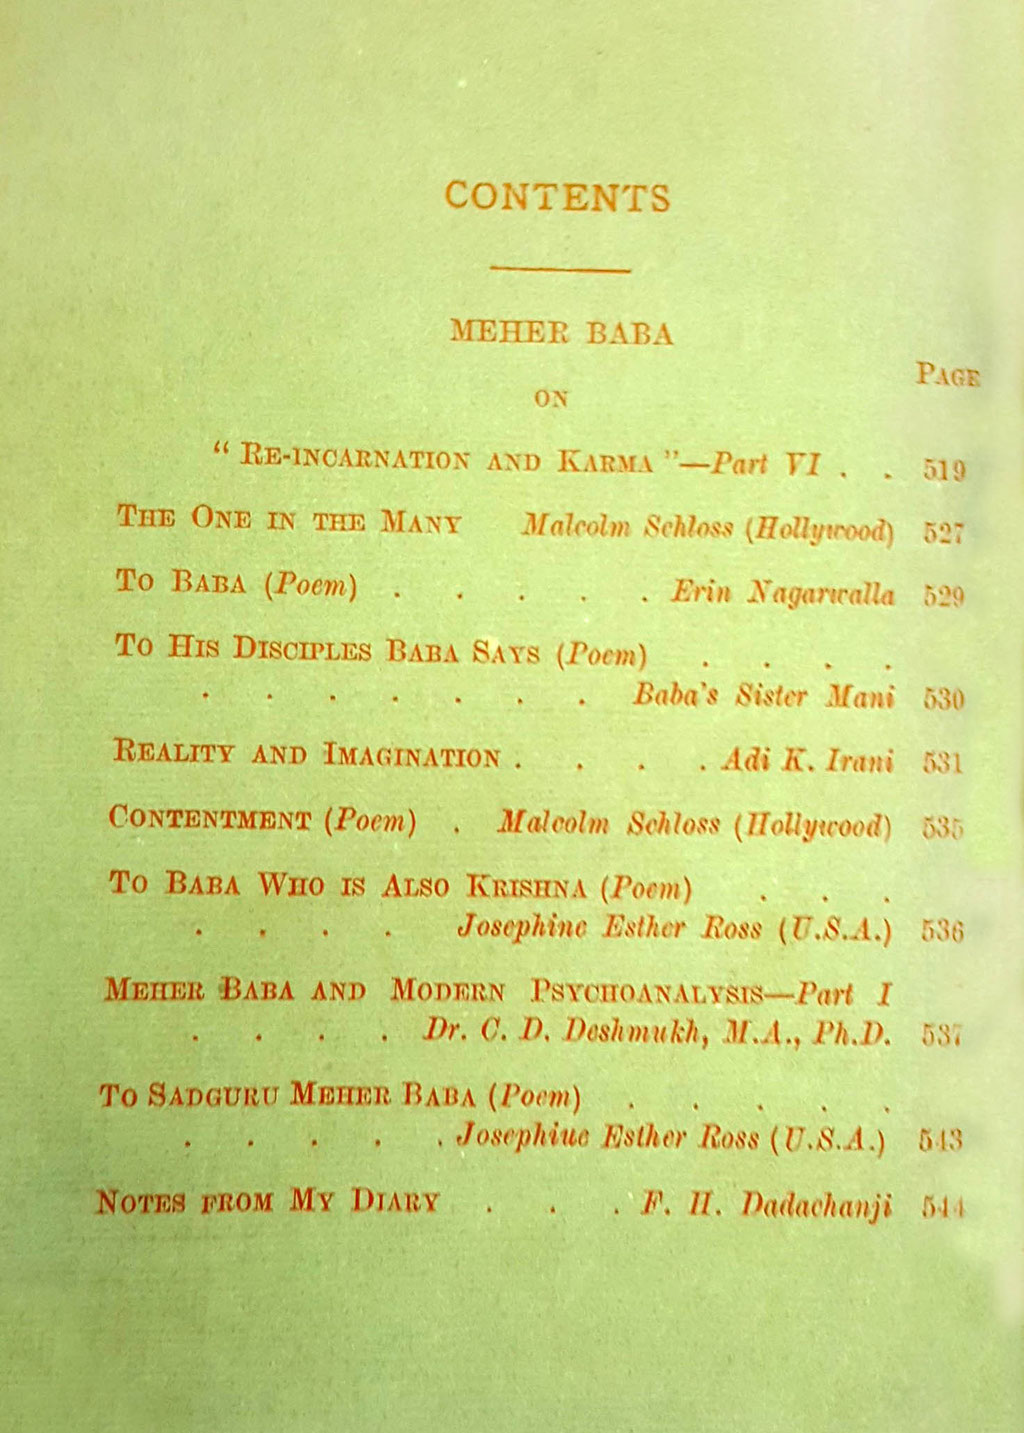 CONTENTS
MEHER BABA
PAGE
ON
“ RE-INCARNATION AND KARMA ”—Part VI . . 519
THE ONE IN THE MANY Malcolm Schloss (Hollywood) 527
TO BABA (Poem) . . . . . Erin Nagarwalla 529
TO HIS DISCIPLES BABA SAYS (Poem) . . . .
. . . . . . . Baba's Sister Mani 530
REALITY AND IMAGINATION . . . . Adi K. Irani 531
CONTENTMENT (Poem) . Malcolm Schloss (Hollywood) 535
TO BABA WHO IS ALSO KRISHNA (Poem) . . .
. . . . Josephine Esther Ross (U.S.A.) 536
MEHER BABA AND MODERN PSYCHOANALYSIS—Part I
. . . . Dr. C. D. Deshmukh, M.A., Ph.D. 537
TO SADGURU MEHER BABA (Poem) . . . . .
. . . . . Josephine Esther Ross (U.S.A.) 543
NOTES FROM MY DIARY . . . F. H. Dadachanji 544